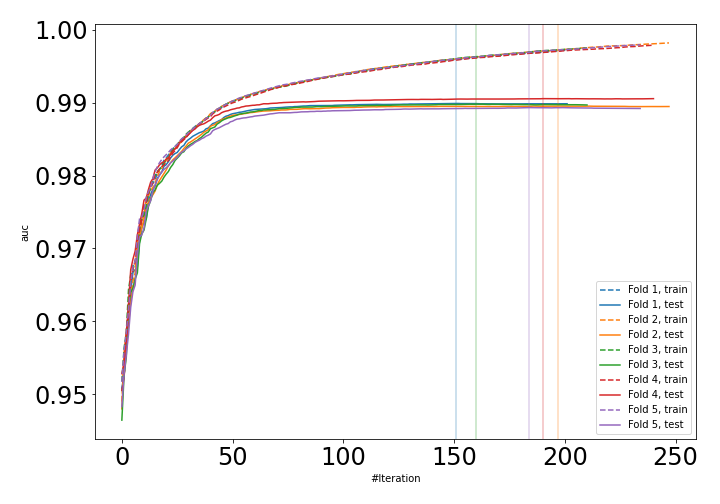 1.00
0.99
0.98
0.97
0.96
0.95
auc
0
50
100
150
200
250
#Iteration
Fold 1, train
Fold 1, test
Fold 2, train
Fold 2, test
Fold 3, train
Fold 3, test
Fold 4, train
Fold 4, test
Fold 5, train
Fold 5, test